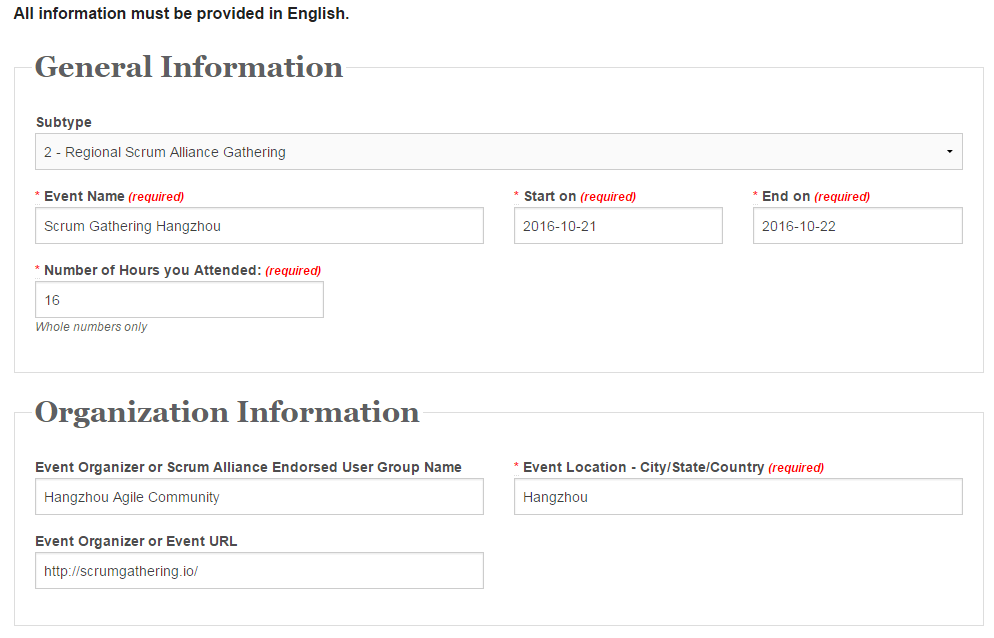 All information must be provided in English.
General Information
Subtype
2 - Regional Scrum Alliance Gathering
* Event Name (required)
* Start on (required)
* End on (required)
Scrum Gathering Hangzhou
2016-10-21
2016-10-22
* Number of Hours you Attended: (required)
16
Whole numbers only
Organization Information
Event Organizer or Scrum Alliance Endorsed User Group Name
* Event Location - City/State/Country (required)
Hangzhou Agile Community
Hangzhou
Event Organizer or Event URL
http://scrumgathering.io/